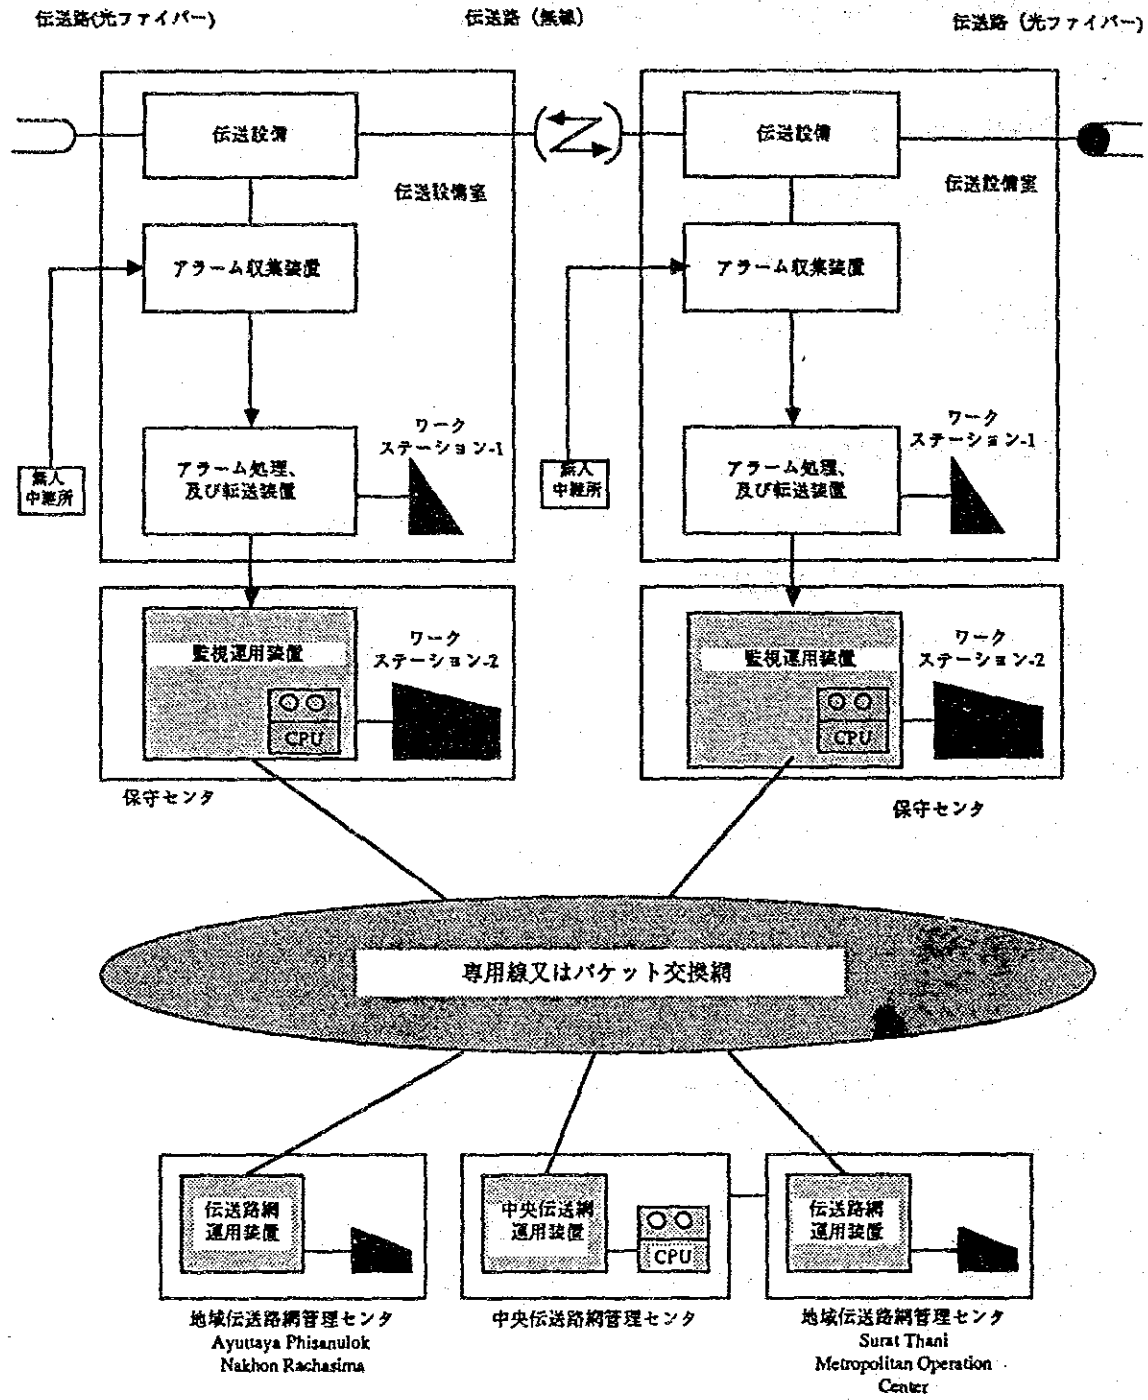 伝送路(光ファイバー)
伝送路（無線）
伝送路（光ファイバー)
伝送設備
伝送設備
伝送設備室
伝送設備室
アラーム収集装置
アラーム収集装置
ワーク
ステーション-1
ワーク
ステーション-1
アラーム処理、
及び転送装置
アラーム処理、
及び転送装置
無人
中継所
無人
中継所
監視運用装置
監視運用装置
ワーク
ステーション-2
ワーク
ステーション-2
CPU
CPU
保守センタ
保守センタ
専用線又はパケット交換網
伝送路網
運用装置
中央伝送網
運用装置
CPU
伝送路網
運用装置
地域伝送路網管理センタ
Ayuttaya Phisanulok
Nakhon Rachasima
中央伝送路網管理センタ
地域伝送路網管理センタ
Surat Thani
Metropolitan Operation
Center